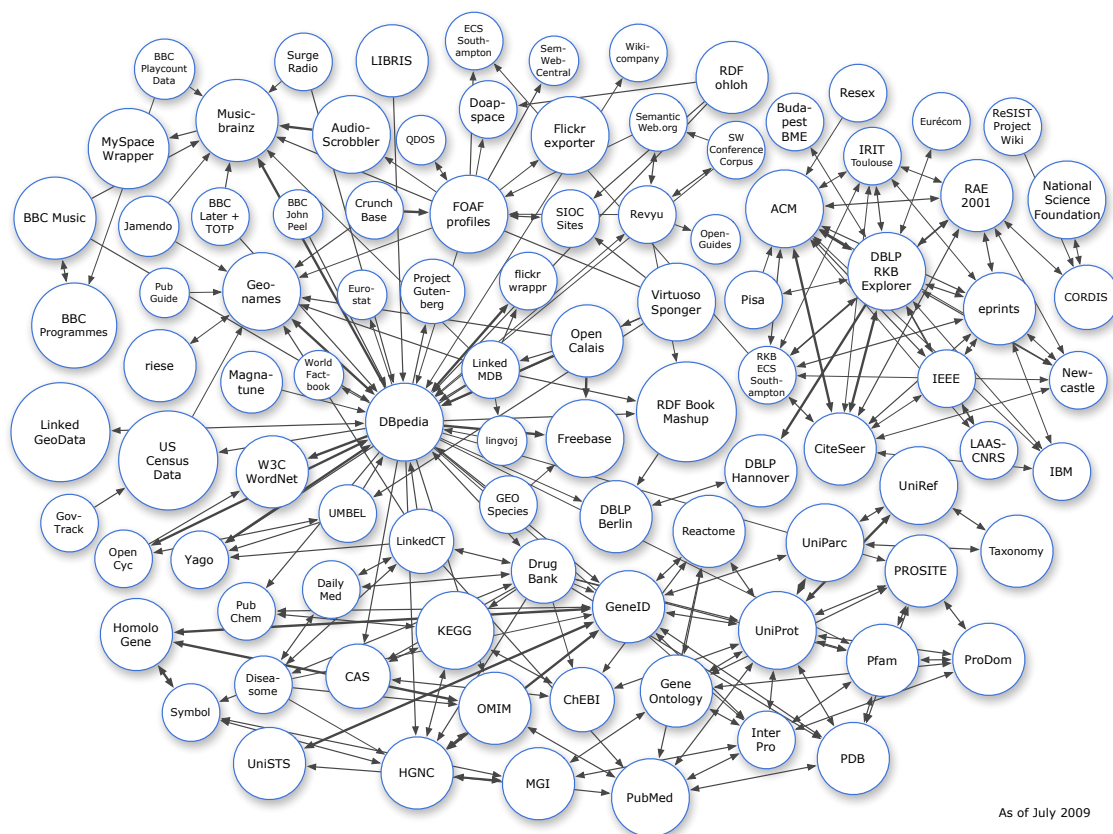 BBC
Playcount
Data
Surge
Radio
LIBRIS
ECS
South-
ampton
Sem-
Web-
Central
Wiki-
company
RDF
ohloh
Music-
brainz
Audio-
Scrobbler
MySpace
Wrapper
QDOS
Doap-
space
Flickr
exporter
Semantic
Web.org
SW
Conference
Corpus
Buda-
pest
BME
Resex
Eurécom
ReSIST
Project
Wiki
IRIT
Toulouse
RAE
2001
National
Science
Foundation
ACM
BBC Music
Jamendo
BBC
Later +
TOTP
BBC
John
Peel
Crunch
Base
FOAF
profiles
SIOC
Sites
Revyu
Open-
Guides
DBLP
RKB
Explorer
BBC
Programmes
Pub
Guide
Geo-
names
Euro-
stat
Project
Guten-
berg
flickr
wrappr
Virtuoso
Sponger
Pisa
eprints
CORDIS
riese
Magna-
tune
World
Fact-
book
Linked
MDB
Open
Calais
RKB
ECS
South-
ampton
IEEE
New-
castle
Linked
GeoData
US
Census
Data
W3C
WordNet
DBpedia
lingvoj
Freebase
RDF Book
Mashup
CiteSeer
LAAS-
CNRS
IBM
DBLP
Hannover
Gov-
Track
Open
Cyc
Yago
UMBEL
LinkedCT
GEO
Species
DBLP
Berlin
Reactome
UniParc
UniRef
Taxonomy
Daily
Med
Drug
Bank
PROSITE
Homolo
Gene
Pub
Chem
KEGG
GeneID
UniProt
Pfam
ProDom
Disea-
some
CAS
OMIM
ChEBI
Gene
Ontology
Symbol
Inter
Pro
PDB
UniSTS
HGNC
MGI
PubMed
As of July 2009